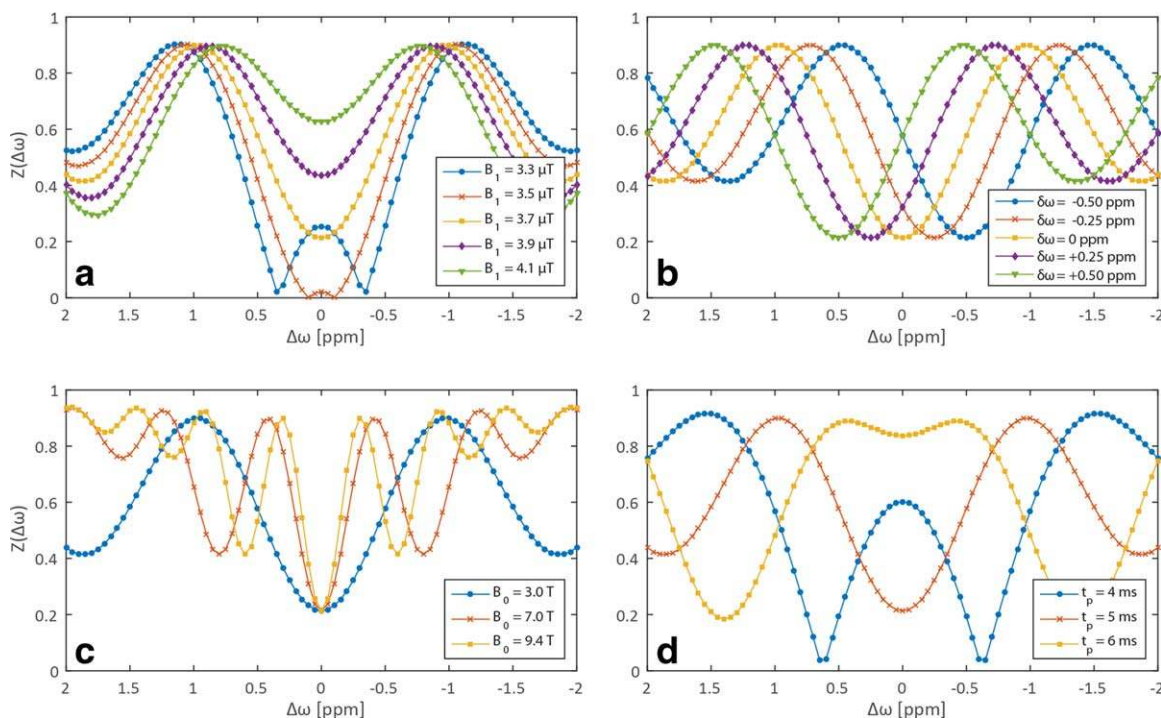 1
0.8
0.6
0.4
0.2
0
Z(Δω)
2 1.5 1 0.5 0 -0.5 -1 -1.5 -2
Δω [ppm]
a
B1 = 3.3 μT
B1 = 3.5 μT
B1 = 3.7 μT
B1 = 3.9 μT
B1 = 4.1 μT
1
0.8
0.6
0.4
0.2
0
2 1.5 1 0.5 0 -0.5 -1 -1.5 -2
Δω [ppm]
b
δω= -0.50 ppm
δω= -0.25 ppm
δω= 0 ppm
δω= +0.25 ppm
δω= +0.50 ppm
1
0.8
0.6
0.4
0.2
0
Z(Δω)
2 1.5 1 0.5 0 -0.5 -1 -1.5 -2
Δω [ppm]
c
B0 = 3.0 T
B0 = 7.0 T
B0 = 9.4 T
1
0.8
0.6
0.4
0.2
0
2 1.5 1 0.5 0 -0.5 -1 -1.5 -2
Δω [ppm]
d
tp = 4 ms
tp = 5 ms
tp = 6 ms